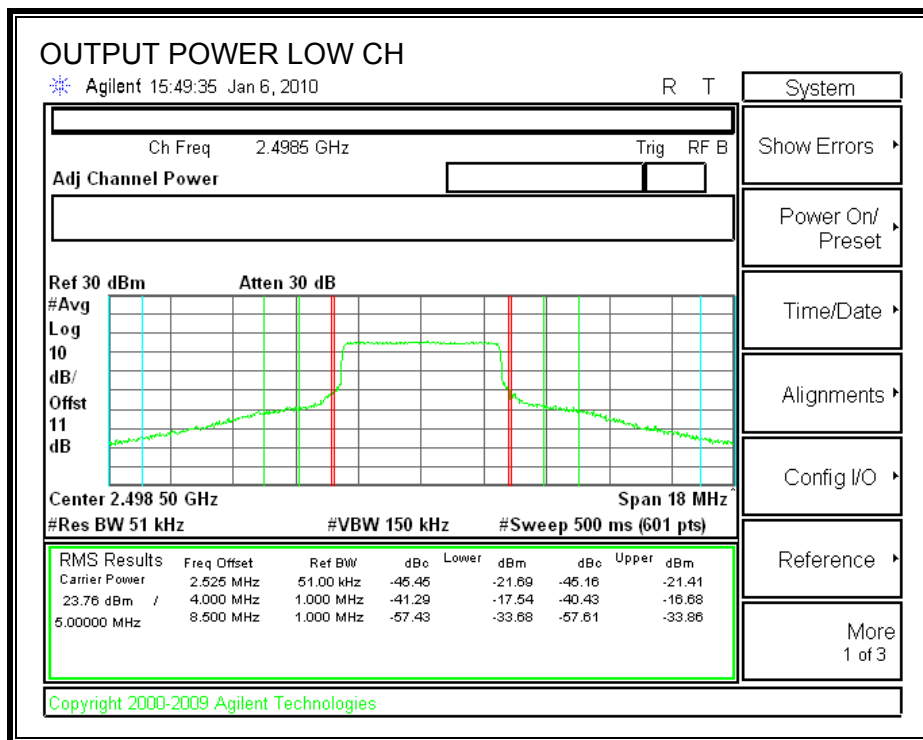 OUTPUT POWER LOW CH
Agilent 15:49:35 Jan 6, 2010 R T
System
Ch Freq 2.4985 GHz Trig RF B
Show Errors
Adj Channel Power
Power On/
Preset
Ref 30 dBm Atten 30 dB
#Avg
Log
10
dB/
Offst
11
dB
Time/Date
Alignments
Config I/O
Center 2.498 50 GHz Span 18 MHz^
#Res BW 51 kHz #VBW 150 kHz #Sweep 500 ms (601 pts)
RMS Results Freq Offset Ref BW dBc Lower dBm dBc Upper dBm
Carrier Power 2.525 MHz 51.00 kHz -45.45 -21.69 -45.16 -21.41
23.76 dBm / 4.000 MHz 1.000 MHz -41.29 -17.54 -40.43 -16.68
5.00000 MHz 8.500 MHz 1.000 MHz -57.43 -33.68 -57.61 -33.86
Reference
More
1 of 3
Copyright 2000-2009 Agilent Technologies